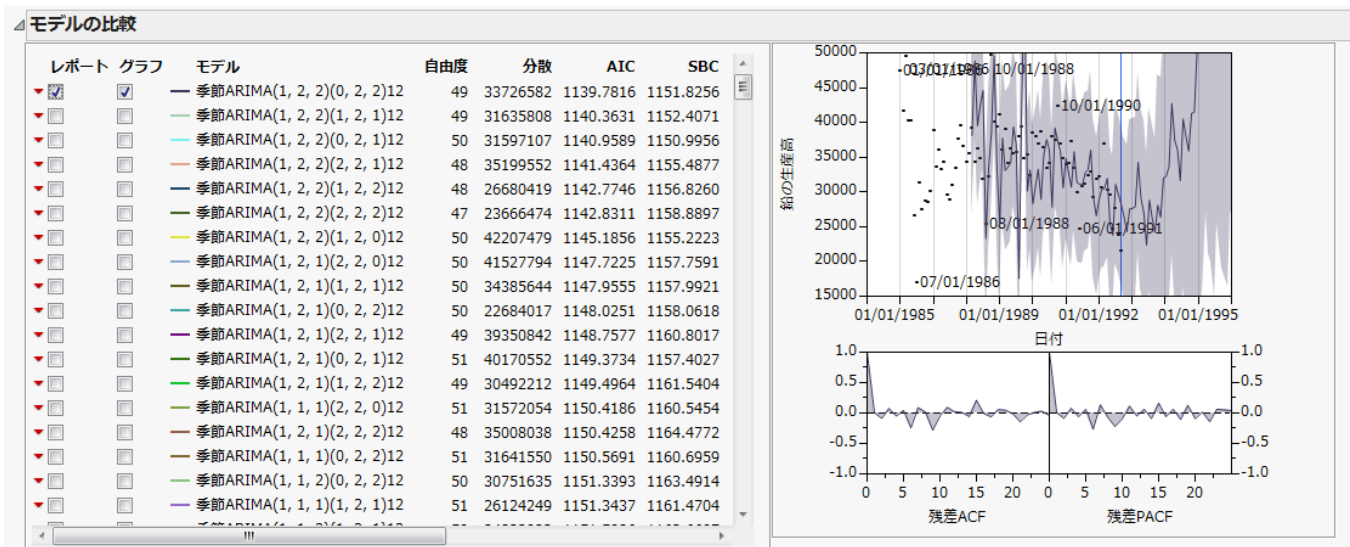 モデルの比較
レポート グラフ モデル 自由度 分散 AIC SBC
季節ARIMA(1, 2, 2)(0, 2, 2)12 49 33726582 1139.7816 1151.8256
季節ARIMA(1, 2, 2)(1, 2, 1)12 49 31635808 1140.3631 1152.4071
季節ARIMA(1, 2, 2)(0, 2, 1)12 50 31597107 1140.9589 1150.9956
季節ARIMA(1, 2, 2)(2, 2, 1)12 48 35199552 1141.4364 1155.4877
季節ARIMA(1, 2, 2)(1, 2, 2)12 48 26680419 1142.7746 1156.8260
季節ARIMA(1, 2, 2)(2, 2, 2)12 47 23666474 1142.8311 1158.8897
季節ARIMA(1, 2, 2)(1, 2, 0)12 50 42207479 1145.1856 1155.2223
季節ARIMA(1, 2, 1)(2, 2, 0)12 50 41527794 1147.7225 1157.7591
季節ARIMA(1, 2, 1)(1, 2, 1)12 50 34385644 1147.9555 1157.9921
季節ARIMA(1, 2, 1)(0, 2, 2)12 50 22684017 1148.0251 1158.0618
季節ARIMA(1, 2, 1)(2, 2, 1)12 49 39350842 1148.7577 1160.8017
季節ARIMA(1, 2, 1)(0, 2, 1)12 51 40170552 1149.3734 1157.4027
季節ARIMA(1, 2, 1)(1, 2, 2)12 49 30492212 1149.4964 1161.5404
季節ARIMA(1, 1, 1)(2, 2, 0)12 51 31572054 1150.4186 1160.5454
季節ARIMA(1, 2, 1)(2, 2, 2)12 48 35008038 1150.4258 1164.4772
季節ARIMA(1, 1, 1)(0, 2, 2)12 51 31641550 1150.5691 1160.6959
季節ARIMA(1, 1, 2)(0, 2, 2)12 50 30751635 1151.3393 1163.4914
季節ARIMA(1, 1, 1)(1, 2, 1)12 51 26124249 1151.3437 1161.4704
鉛の生産高
50000
45000
40000
35000
30000
25000
20000
15000
10/01/1988
10/01/1990
08/01/1988
06/01/1991
07/01/1986
01/01/1985 01/01/1989 01/01/1992 01/01/1995
日付
1.0 1.0
0.5 0.5
0.0 0.0
-0.5 -0.5
-1.0 -1.0
0 5 10 15 20 0 5 10 15 20
残差ACF 残差PACF